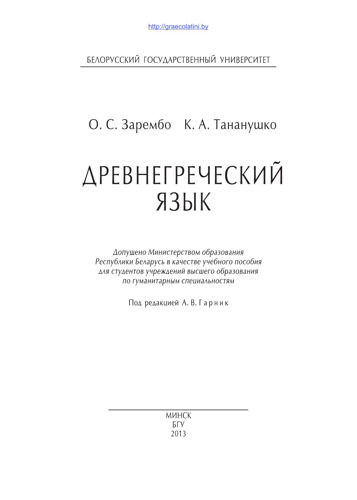 http://graecolatini.by
БЕЛОРУССКИЙ ГОСУДАРСТВЕННЫЙ УНИВЕРСИТЕТ
О. С. Зарембо К. А. Тананушко
ДРЕВНЕГРЕЧЕСКИЙ
ЯЗЫК
Допущено Министерством образования
Республики Беларусь в качестве учебного пособия
для студентов учреждений высшего образования
по гуманитарным специальностям
Под редакцией А. В. Гарник
МИНСК
БГУ
2013